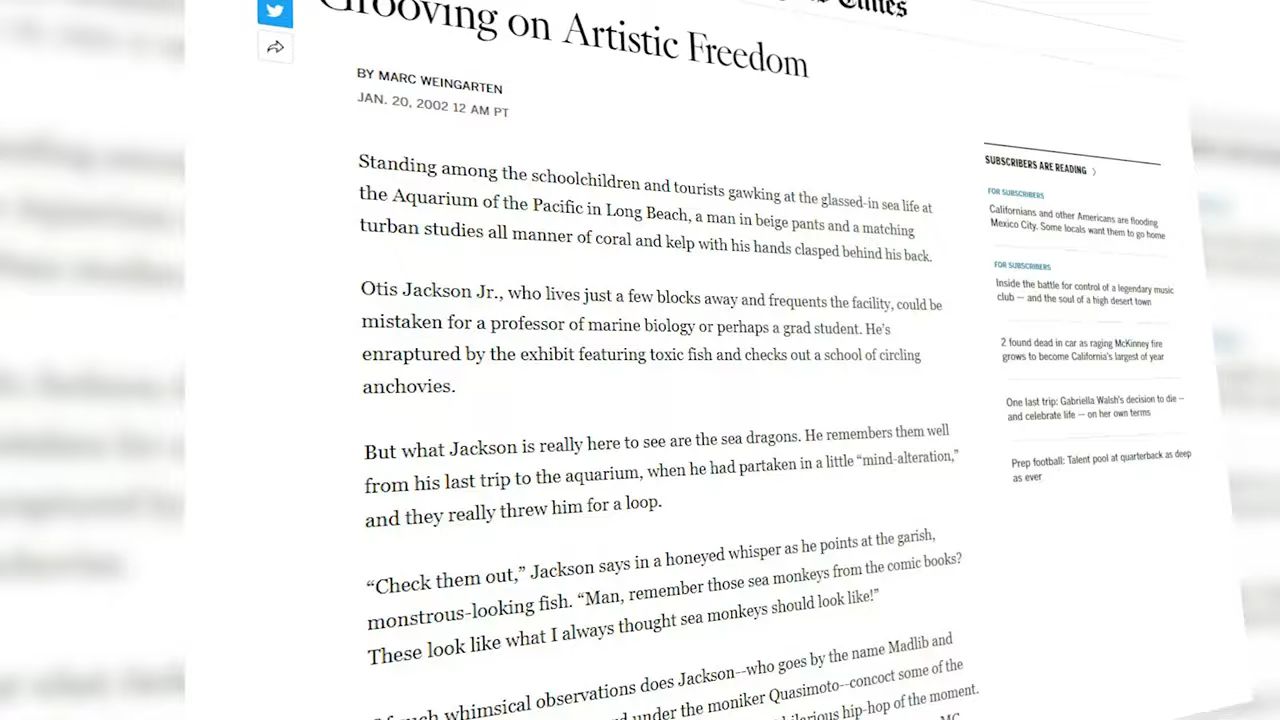 Times
Grooving on Artistic Freedom
BY MARC WEINGARTEN
JAN. 20, 2002 12 AM PT
Standing among the schoolchildren and tourists gawking at the glassed-in sea life at
the Aquarium of the Pacific in Long Beach, a man in beige pants and a matching
turban studies all manner of coral and kelp with his hands clasped behind his back.
Otis Jackson Jr., who lives just a few blocks away and frequents the facility, could be
mistaken for a professor of marine biology or perhaps a grad student. He's
enraptured by the exhibit featuring toxic fish and checks out a school of circling
anchovies.
But what Jackson is really here to see are the sea dragons. He remembers them well
from his last trip to the aquarium, when he had partaken in a little “mind-alteration,”
and they really threw him for a loop.
“Check them out,” Jackson says in a honeyed whisper as he points at the garish,
monstrous-looking fish. “Man, remember those sea monkeys from the comic books?
These look like what I always thought sea monkeys should look like!”
whimsical observations does Jackson--who goes by the name Madlib and
under the moniker Quasimoto--concoct some of the
hip-hop of the moment.
MC
SUBSCRIBERS ARE READING >
FOR SUBSCRIBERS
Californians and other Americans are flooding
Mexico City. Some locals want them to go home
FOR SUBSCRIBERS
Inside the battle for control of a legendary music
club — and the soul of a high desert town
2 found dead in car as raging McKinney fire
grows to become California's largest of year
One last trip: Gabriella Walsh's decision to die —
and celebrate life — on her own terms
Prep football: Talent pool at quarterback as deep
as ever